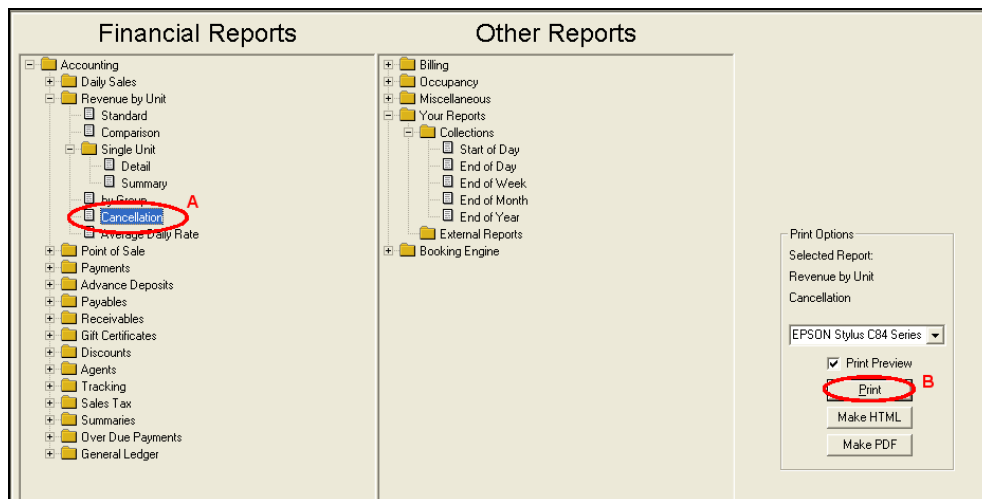 Financial Reports
Accounting
Daily Sales
Revenue by Unit
Standard
Comparison
Single Unit
Detail
Summary
by Group
Cancellation
A
Average Daily Rate
Point of Sale
Payments
Advance Deposits
Payables
Receivables
Gift Certificates
Discounts
Agents
Tracking
Sales Tax
Summaries
Over Due Payments
General Ledger
Other Reports
Billing
Occupancy
Miscellaneous
Your Reports
Collections
Start of Day
End of Day
End of Week
End of Month
End of Year
External Reports
Booking Engine
Print Options
Selected Report:
Revenue by Unit
Cancellation
EPSON Stylus C84 Series
Print Preview
Print
B
Make HTML
Make PDF